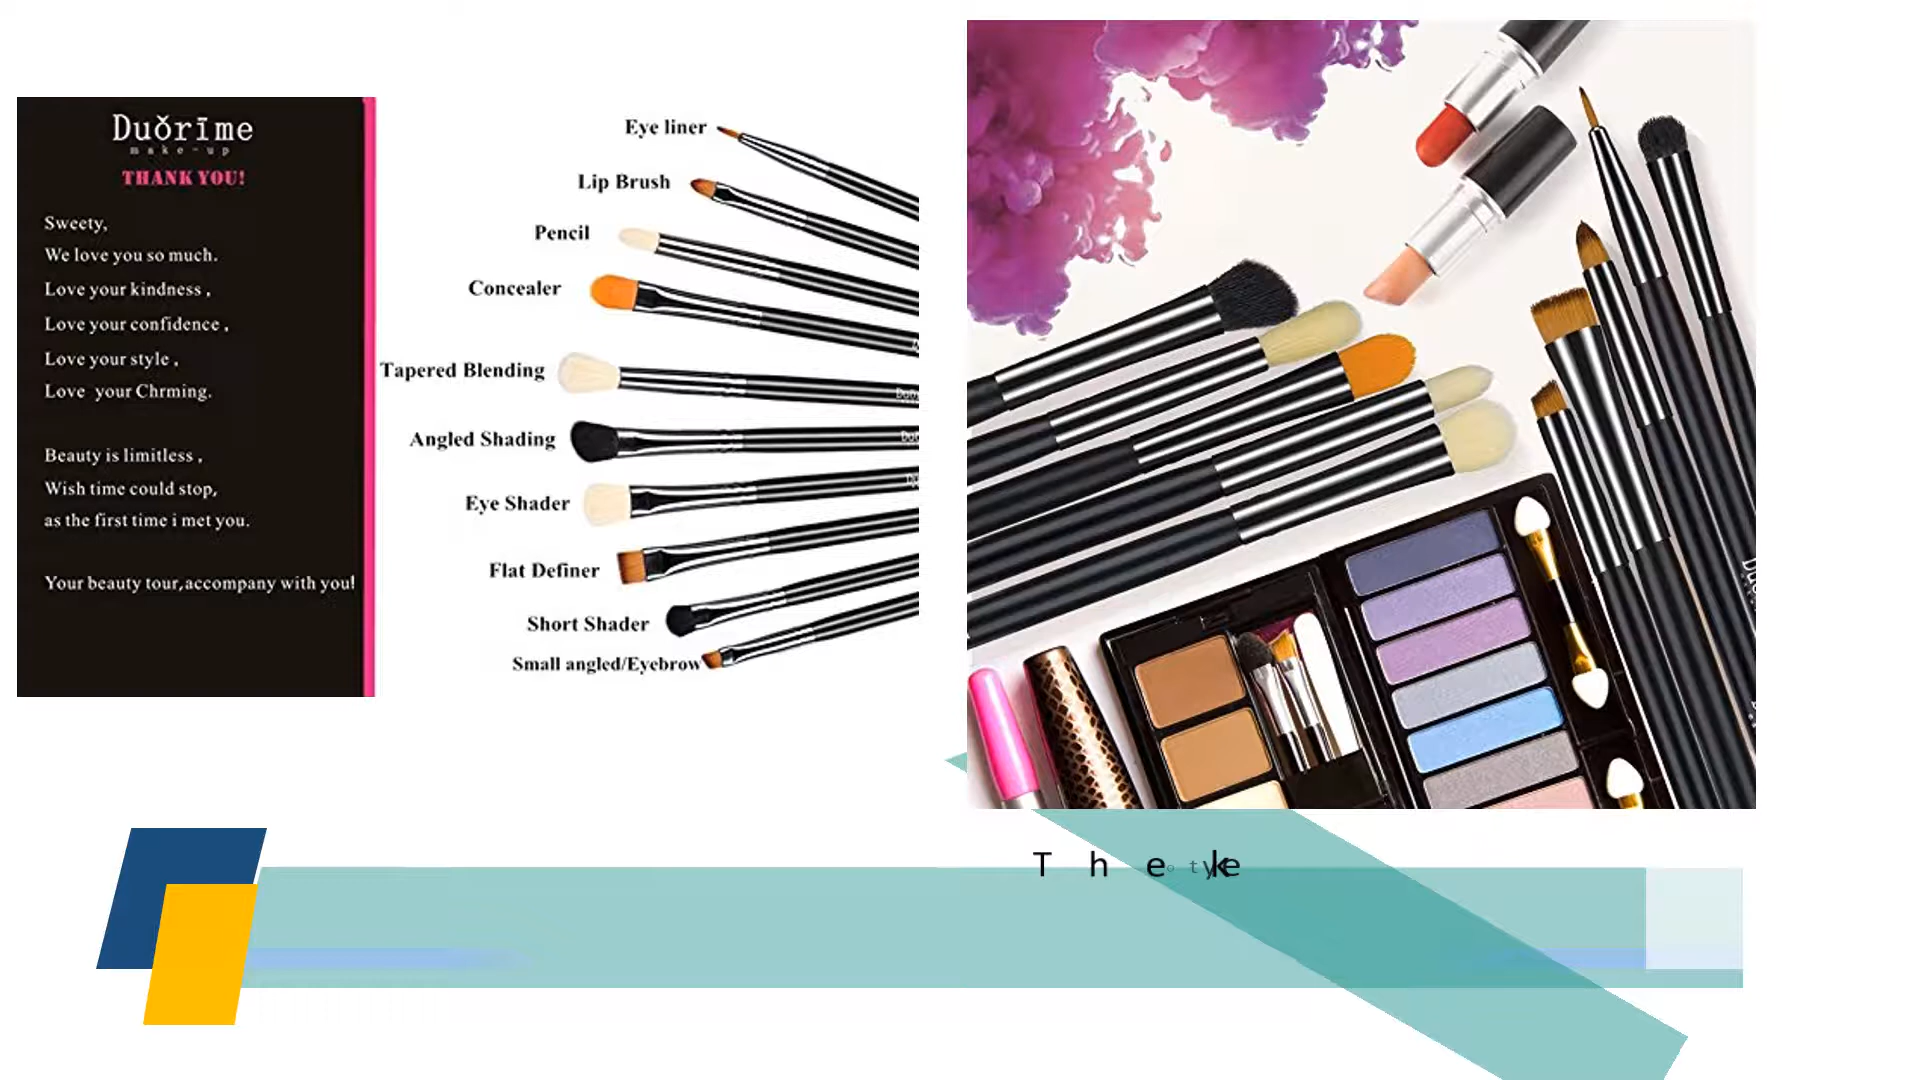 Duǒrīme
make-up
THANK YOU!
Sweety,
We love you so much.
Love your kindness ,
Love your confidence ,
Love your style ,
Love your Chrming.
Beauty is limitless ,
Wish time could stop,
as the first time i met you.
Your beauty tour,accompany with you!
Eye liner
Lip Brush
Pencil
Concealer
Tapered Blending
Angled Shading
Eye Shader
Flat Definer
Short Shader
Small angled/Eyebrow
The